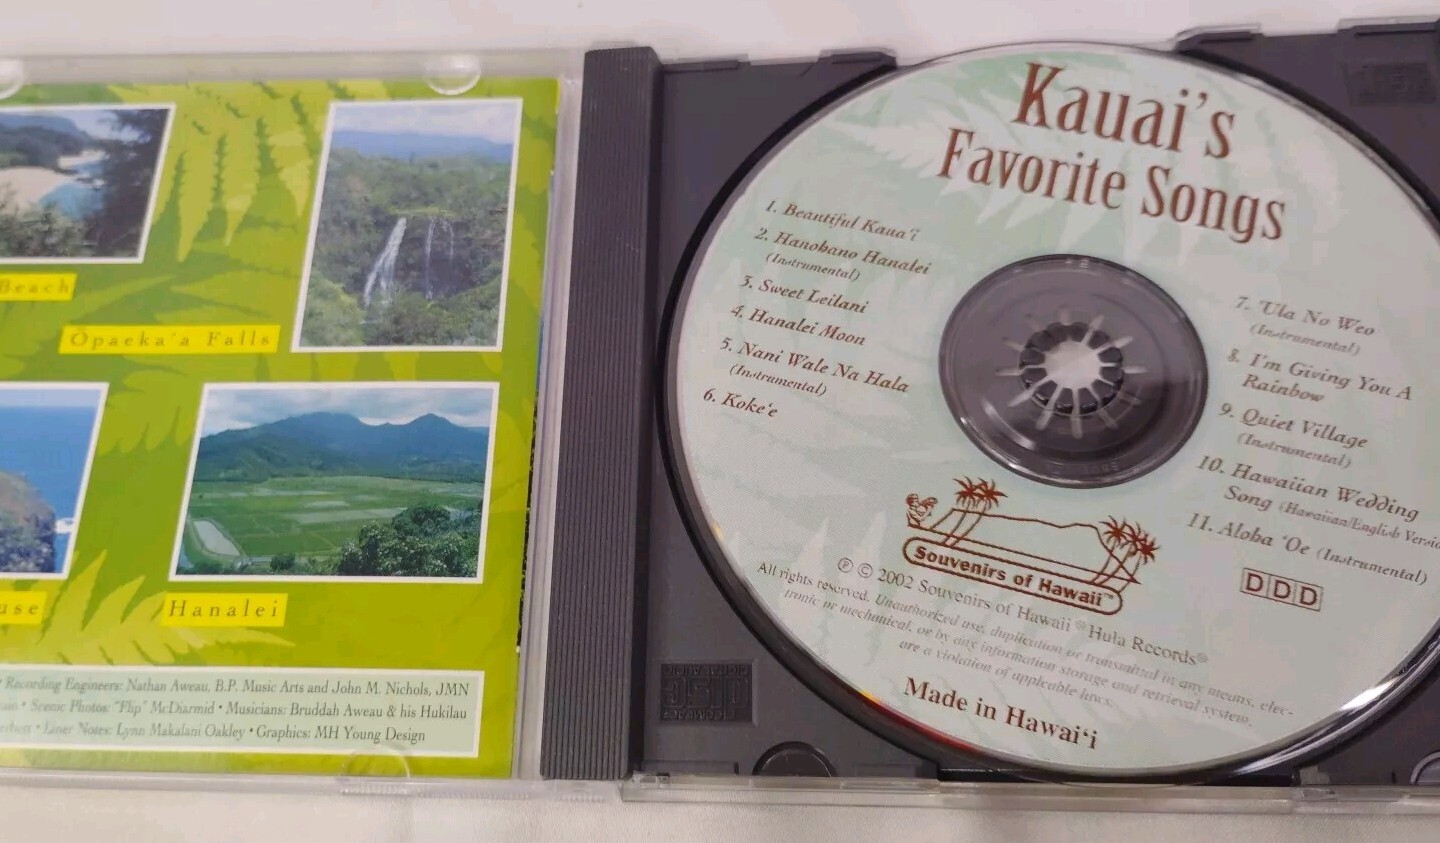 Beach
Ōpaeka'a Falls
use
Hanalei
Recording Engineers: Nathan Aweau, B.P. Music Arts and John M. Nichols, JMN
• Scenic Photos: "Flip" McDiarmid • Musicians: Bruddah Aweau & his Hukilau
• Liner Notes: Lynn Makalani Oakley • Graphics: MH Young Design
Kauai's
Favorite Songs
1. Beautiful Kaua'i
2. Hanohano Hanalei
(Instrumental)
3. Sweet Leilani
4. Hanalei Moon
5. Nani Wale Na Hala
(Instrumental)
6. Koke'e
7. 'Ula No Weo
(Instrumental)
8. I'm Giving You A
Rainbow
9. Quiet Village
(Instrumental)
10. Hawaiian Wedding
Song (Hawaiian/English Versio
11. Aloha 'Oe (Instrumental)
DDD
Souvenirs of Hawaii™
℗ © 2002 Souvenirs of Hawaii ® Hula Records®
All rights reserved. Unauthorized use, duplication or transmittal in any means, elec-
tronic or mechanical, or by any information storage and retrieval system,
are a violation of applicable laws.
Made in Hawai'i